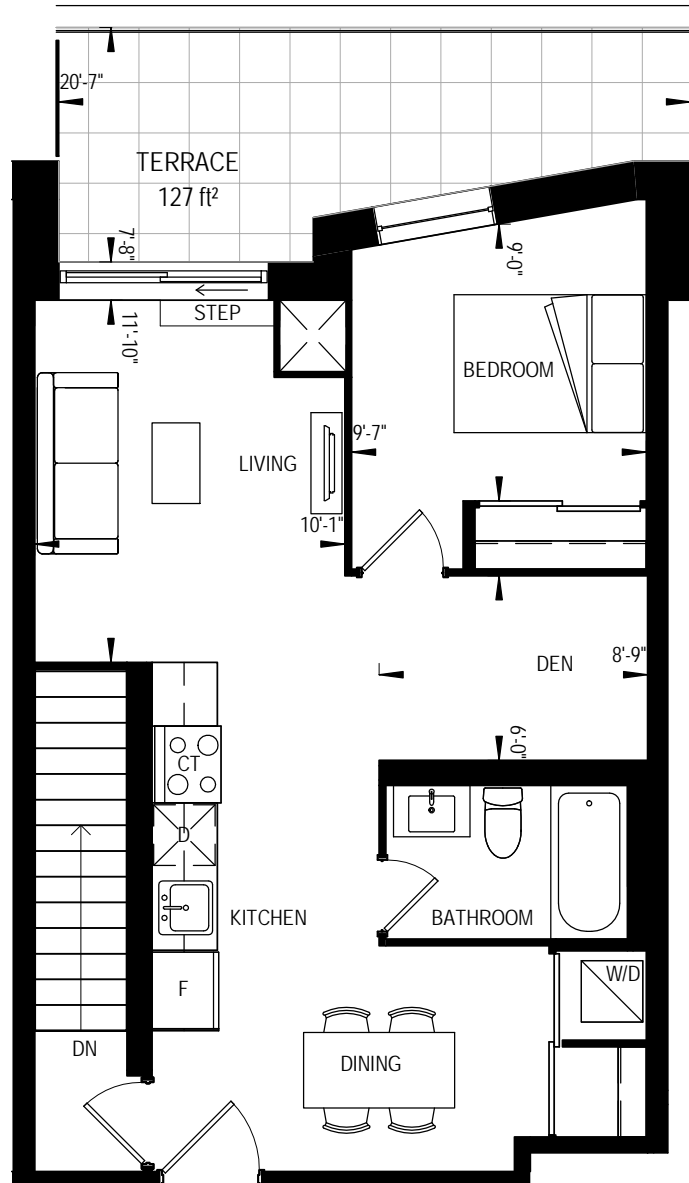 20'-7"
TERRACE
127 ft²
7'-8"
9'-0"
STEP
11'-10"
BEDROOM
9'-7"
LIVING
10'-1"
DEN
8'-9"
6'-0"
CT
D
KITCHEN
BATHROOM
F
W/D
DN
DINING